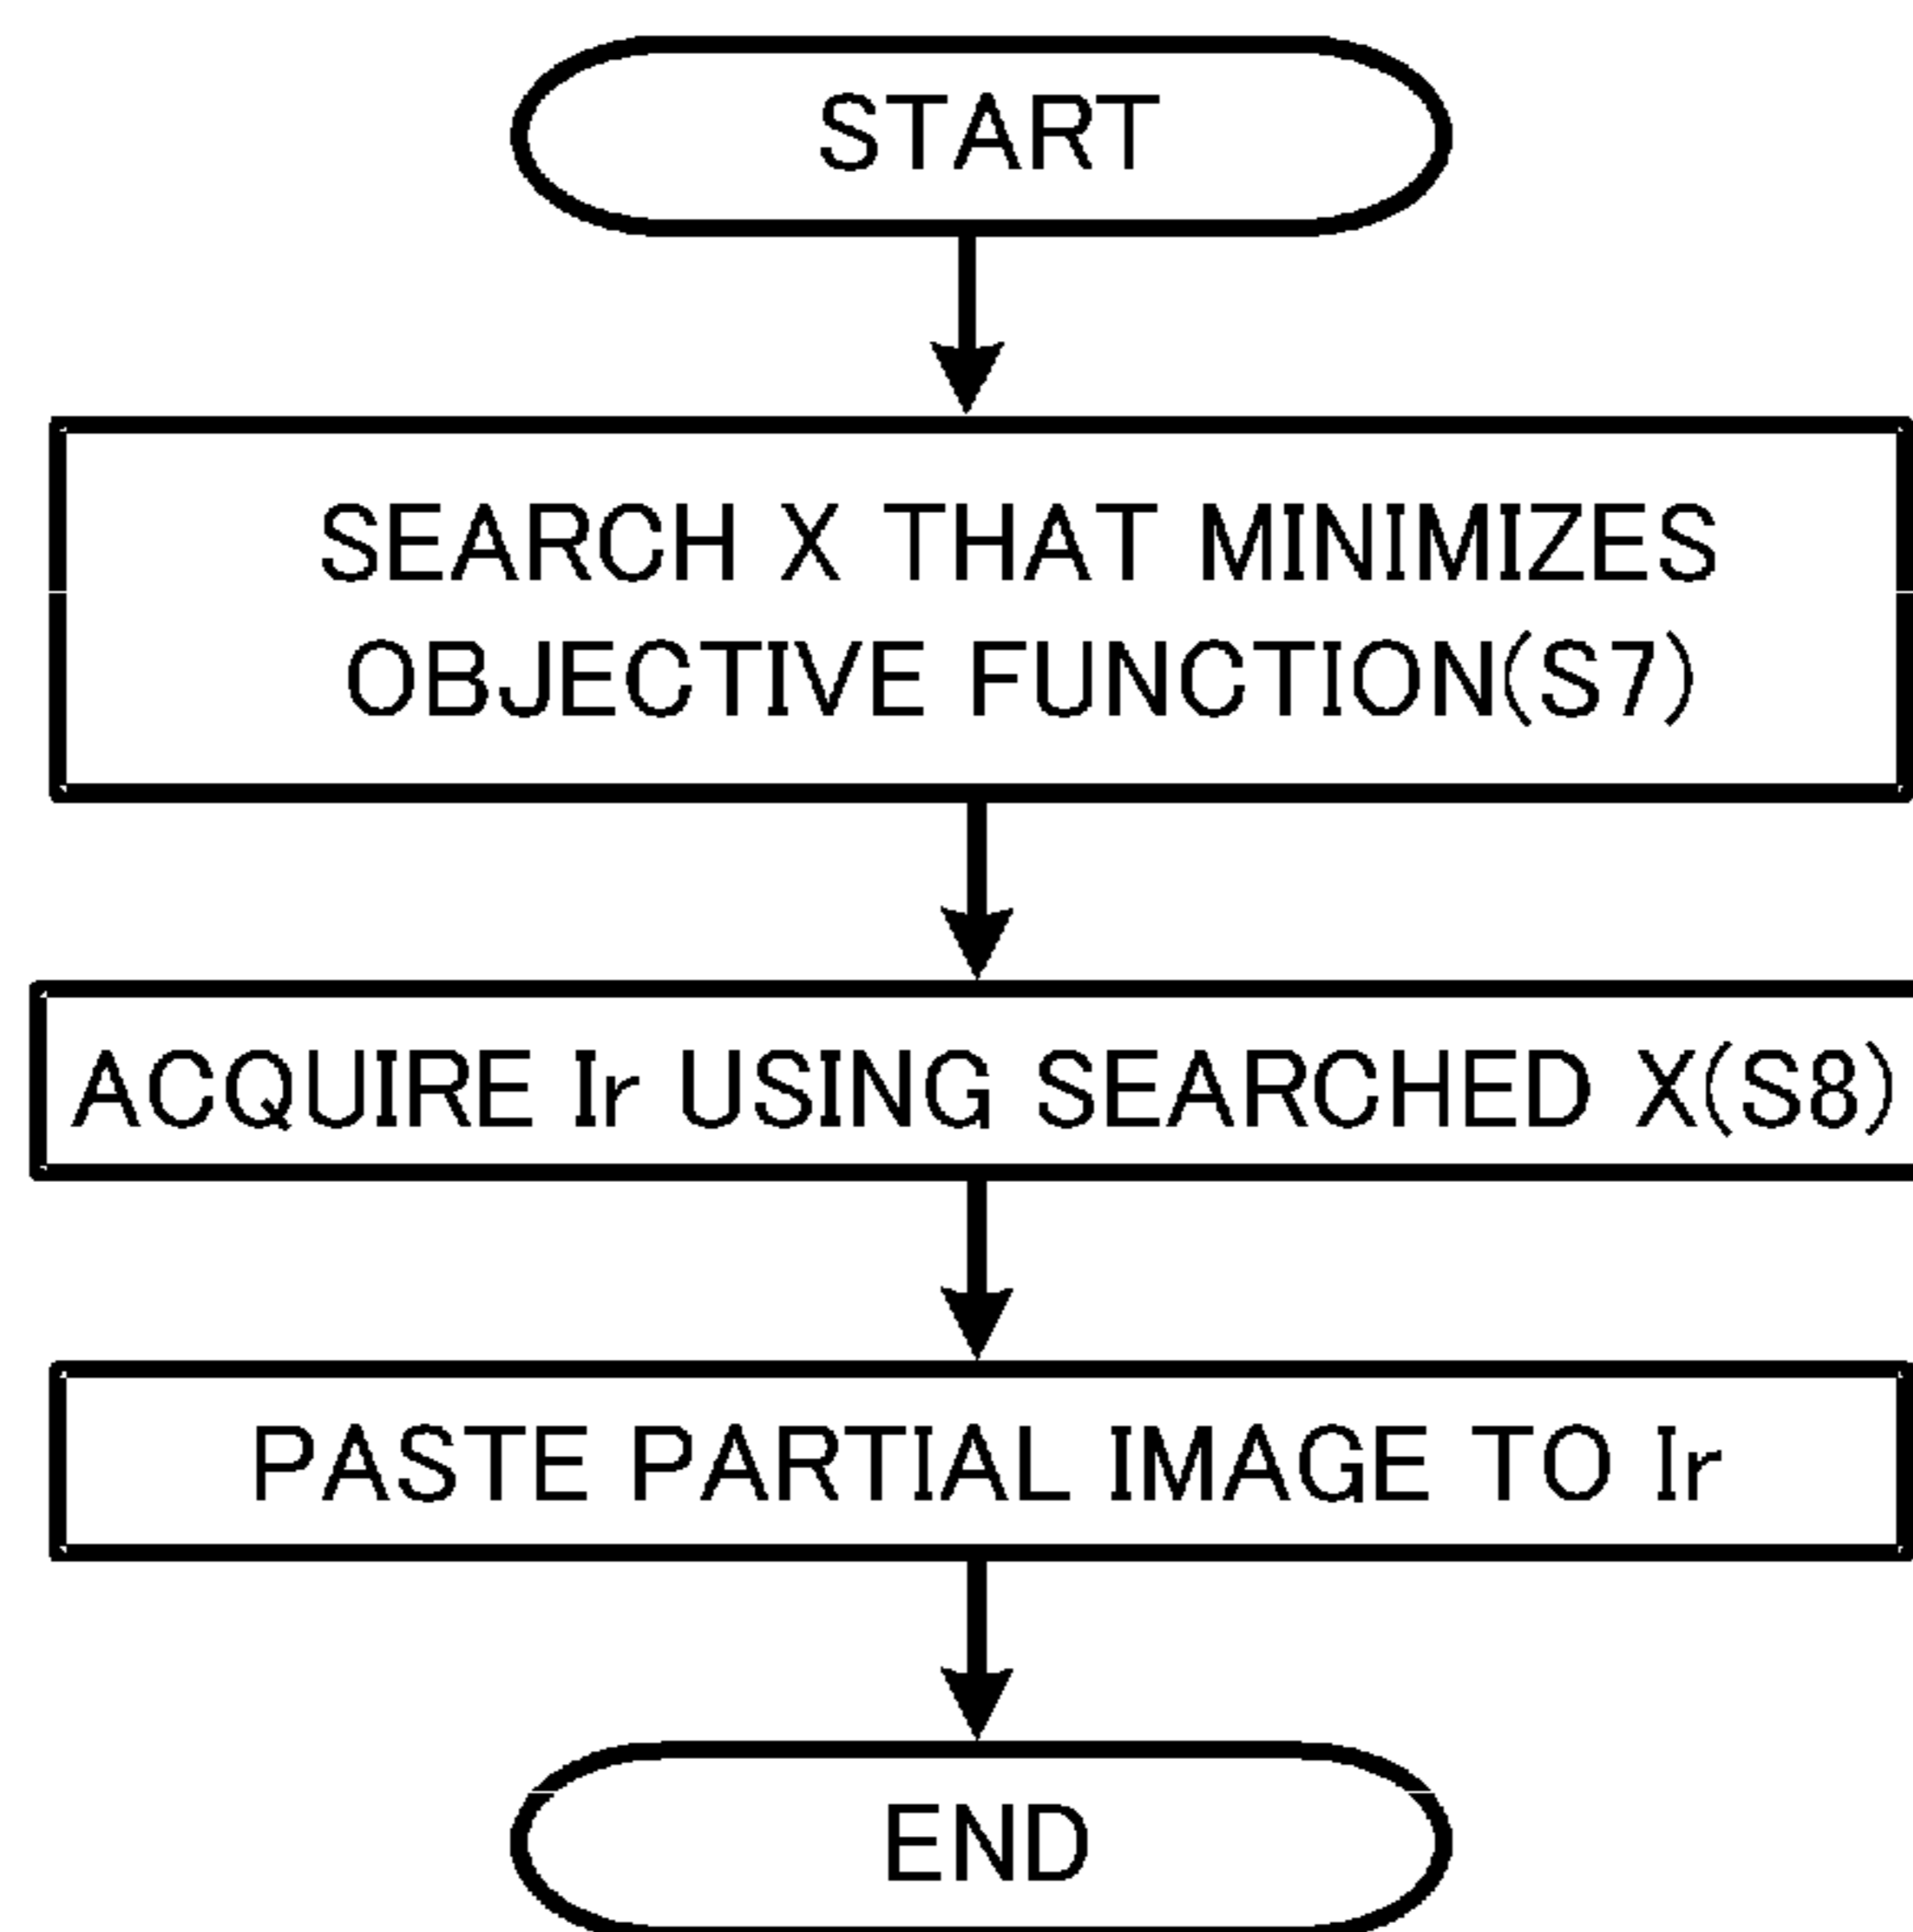 START
SEARCH X THAT MINIMIZES
OBJECTIVE FUNCTION(S7)
ACQUIRE Ir USING SEARCHED X(S8)
PASTE PARTIAL IMAGE TO Ir
END